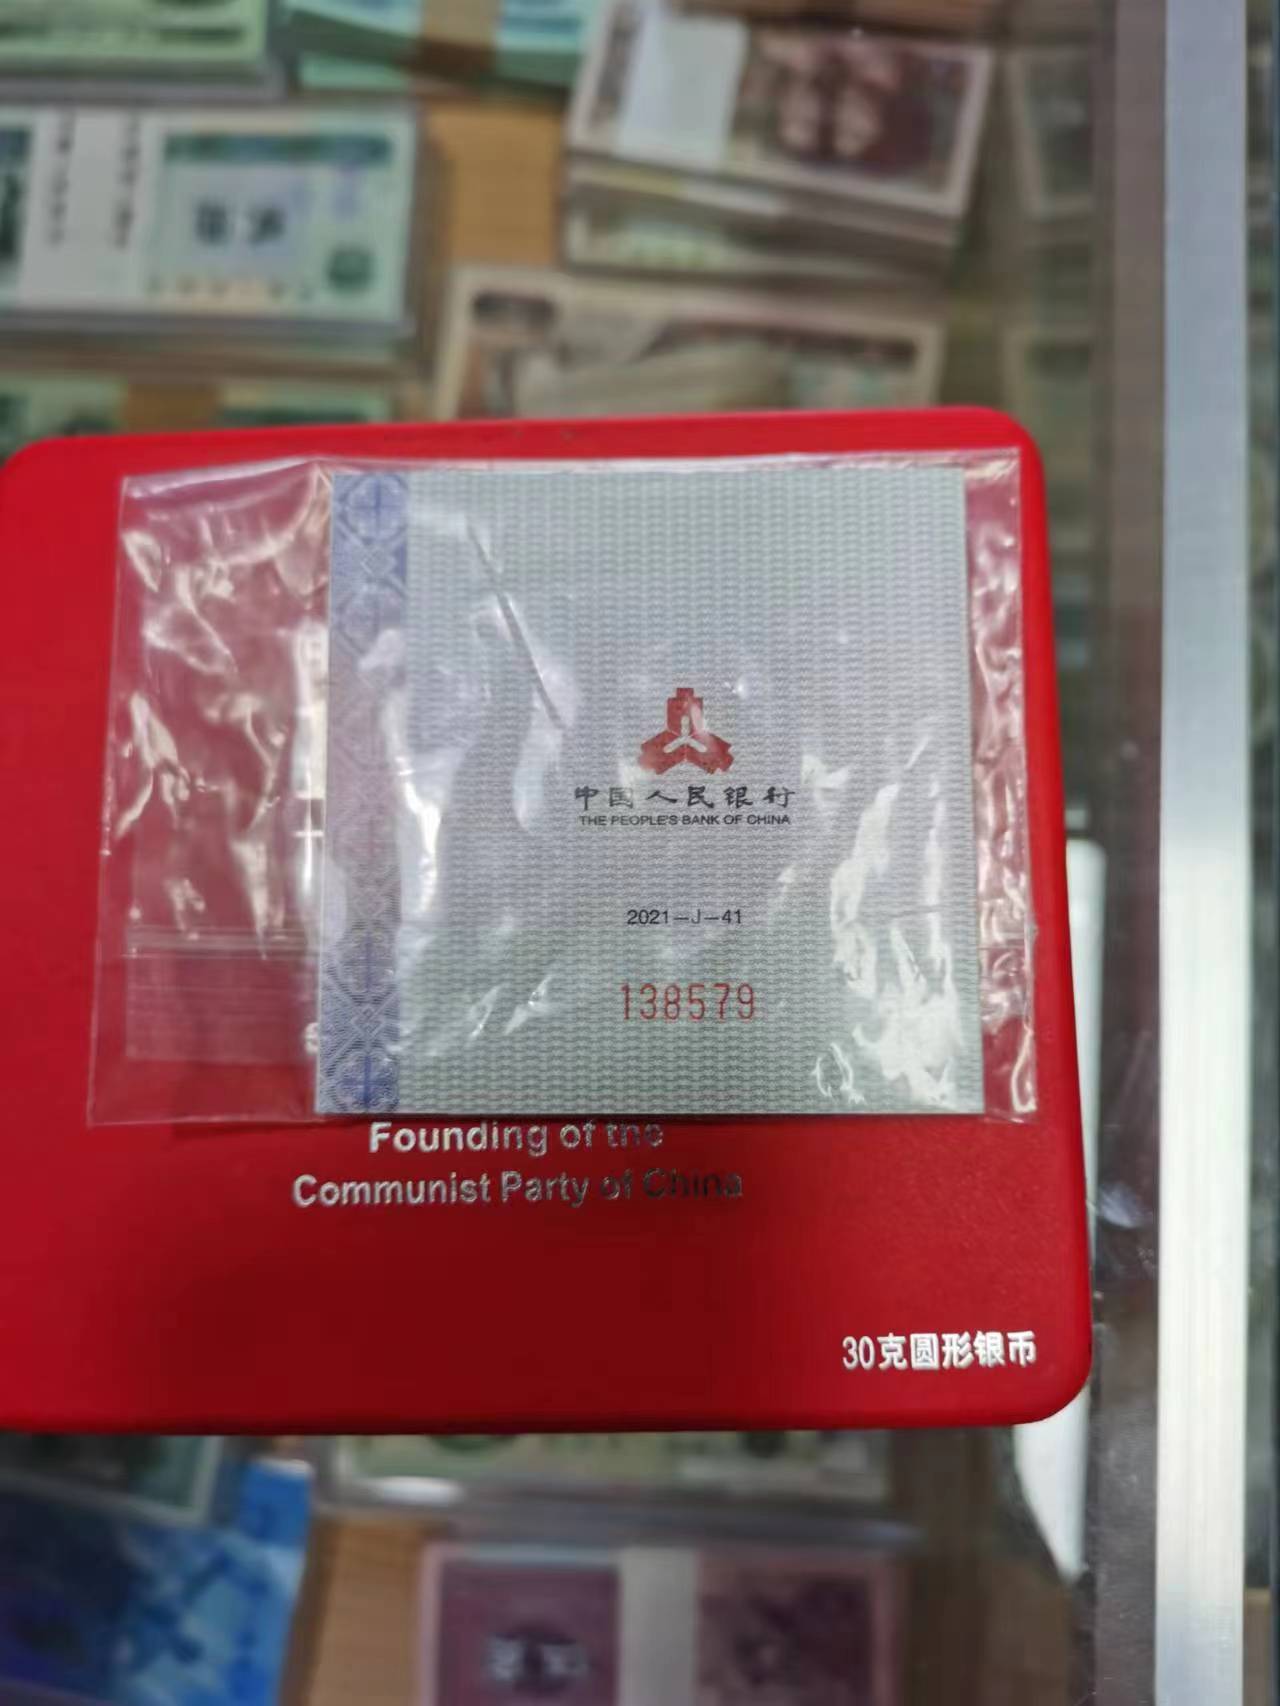 中国人民银行
THE PEOPLE'S BANK OF CHINA
2021-J-41
138579
Founding of the
Communist Party of China
30克圆形银币